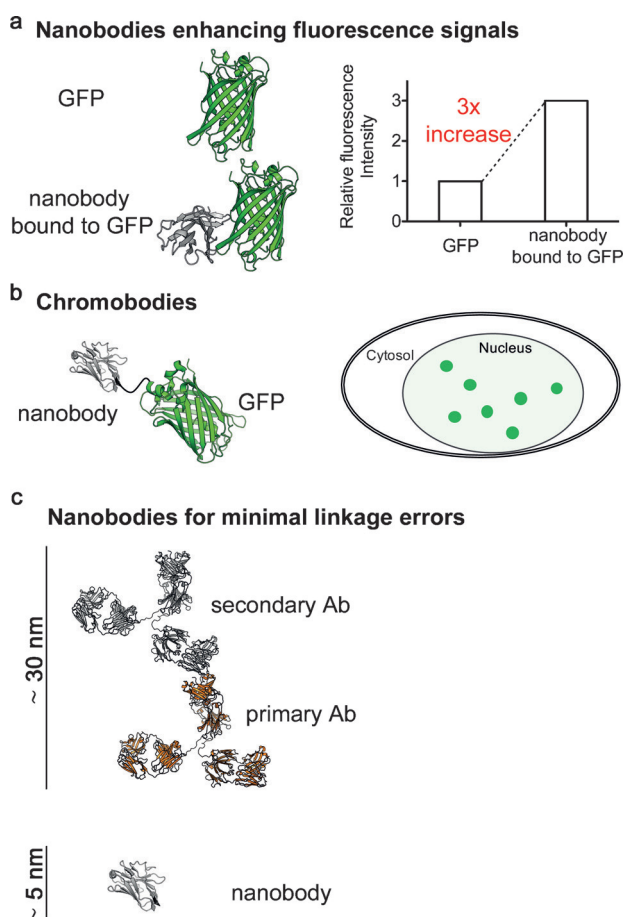 a Nanobodies enhancing fluorescence signals
GFP
nanobody
bound to GFP
Relative fluorescence
Intensity
3
2
1
0
3x
increase
GFP
nanobody
bound to GFP
b Chromobodies
nanobody
GFP
Cytosol
Nucleus
c Nanobodies for minimal linkage errors
~ 30 nm
secondary Ab
primary Ab
~ 5 nm
nanobody